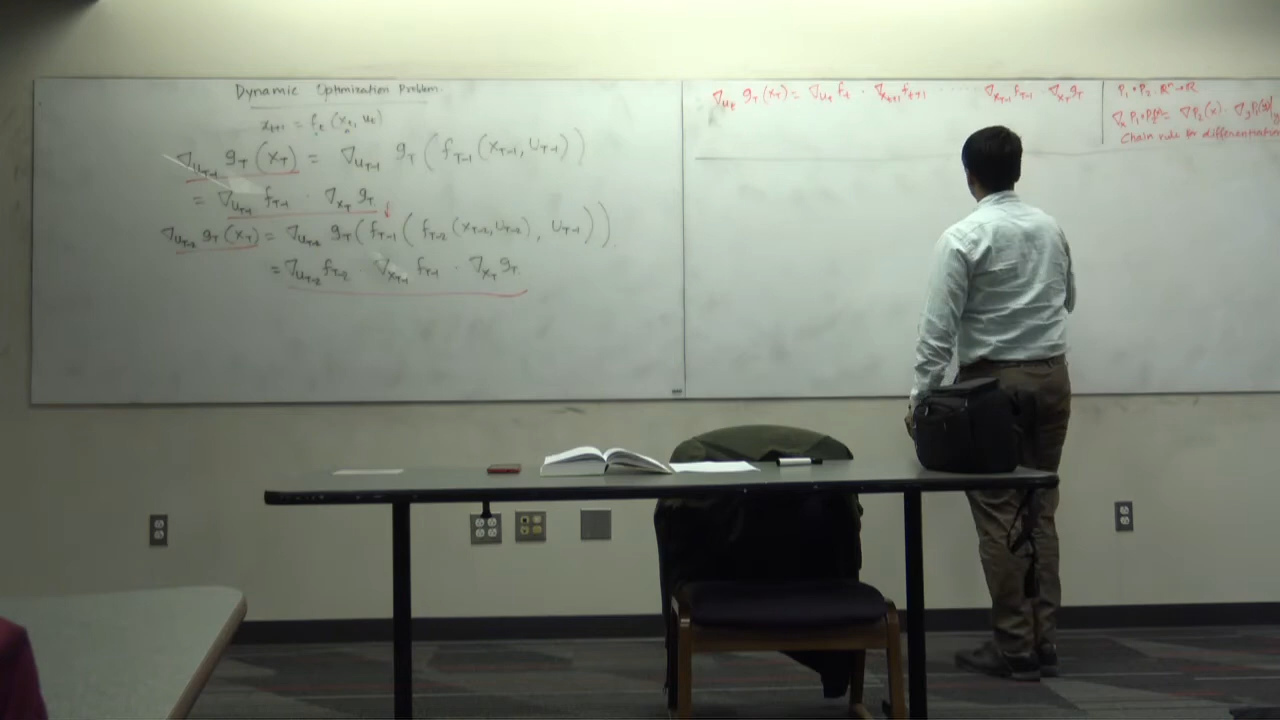 Dynamic Optimization Problem
x_{t+1} = f_t (x_t, u_t)
∇_{u_{T-1}} g_T (x_T) = ∇_{u_{T-1}} g_T ( f_{T-1} (x_{T-1}, u_{T-1}) )
= ∇_{u_{T-1}} f_{T-1} · ∇_{x_T} g_T
∇_{u_{T-2}} g_T (x_T) = ∇_{u_{T-2}} g_T ( f_{T-1} ( f_{T-2} (x_{T-2}, u_{T-2}) , u_{T-1} ) ) .
= ∇_{u_{T-2}} f_{T-2} · ∇_{x_{T-1}} f_{T-1} · ∇_{x_T} g_T
∇_{u_t} g_T (x_T) = ∇_{u_t} f_t · ∇_{x_{t+1}} f_{t+1} · · · · · ∇_{x_{T-1}} f_{T-1} ∇_{x_T} g_T
P_1 ∘ P_2 : R^n → R
Chain rule for differentiation